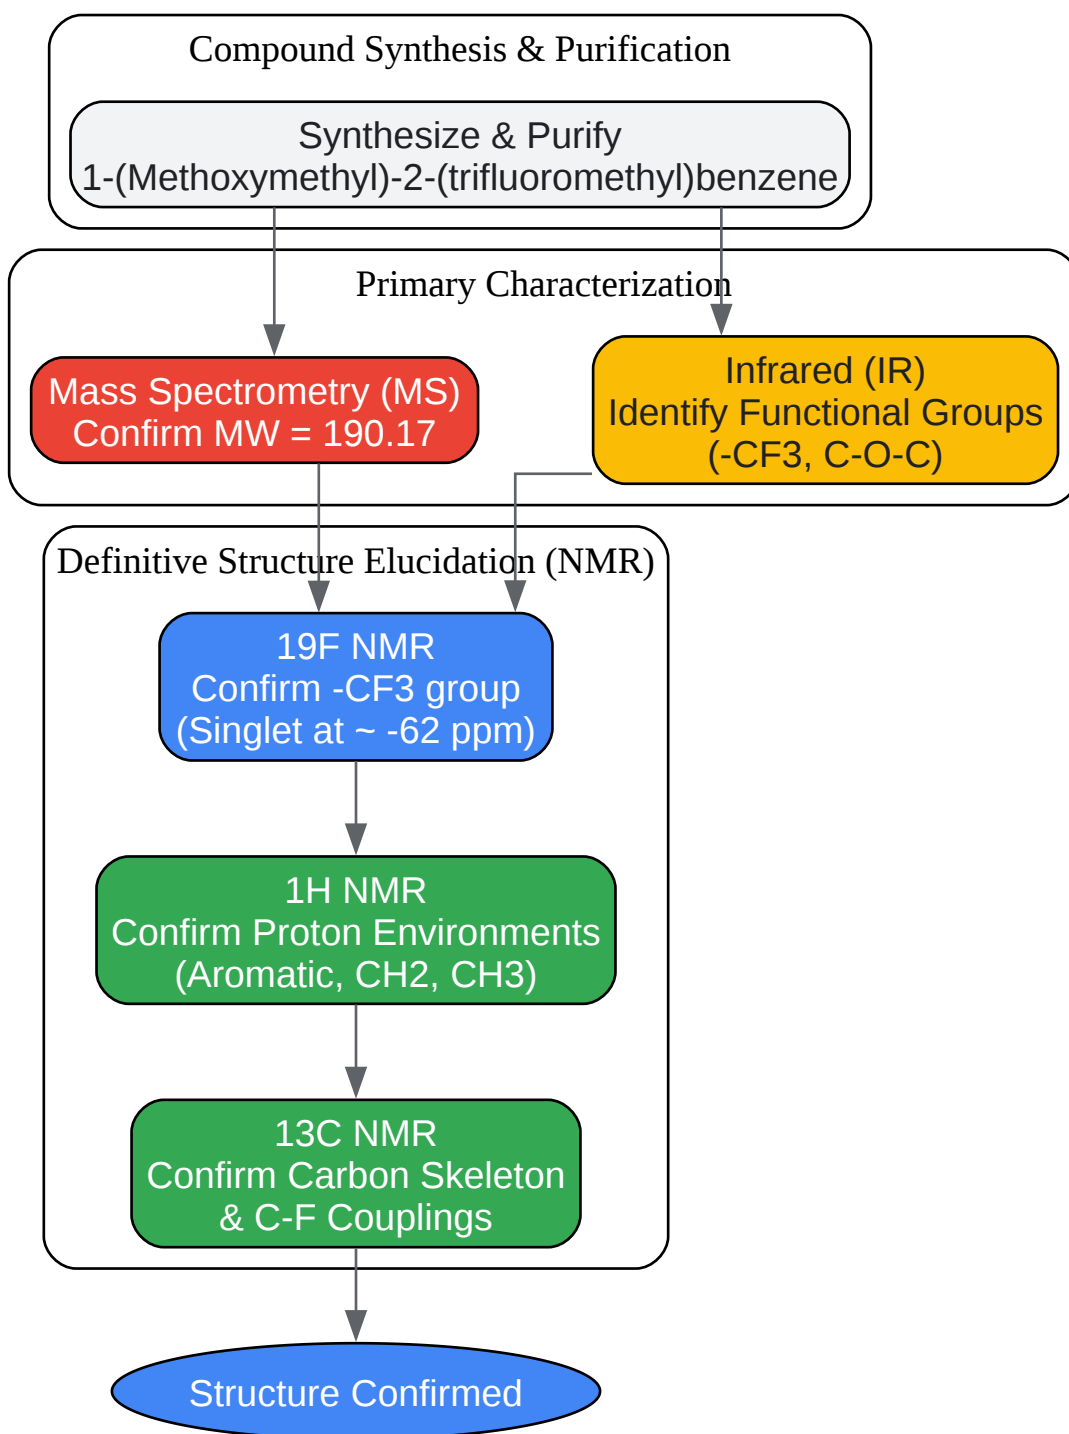 Compound Synthesis & Purification
Synthesize & Purify
1-(Methoxymethyl)-2-(trifluoromethyl)benzene
Primary Characterization
Mass Spectrometry (MS)
Confirm MW = 190.17
Infrared (IR)
Identify Functional Groups
(-CF3, C-O-C)
Definitive Structure Elucidation (NMR)
19F NMR
Confirm -CF3 group
(Singlet at ~ -62 ppm)
1H NMR
Confirm Proton Environments
(Aromatic, CH2, CH3)
13C NMR
Confirm Carbon Skeleton
& C-F Couplings
Structure Confirmed